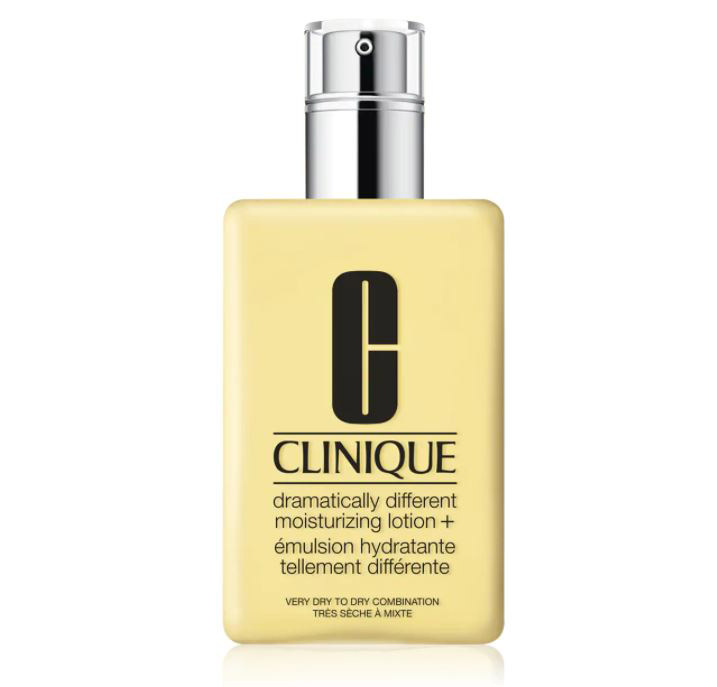 C
CLINIQUE
dramatically different
moisturizing lotion +
émulsion hydratante
tellement différente
VERY DRY TO DRY COMBINATION
TRÈS SÈCHE À MIXTE